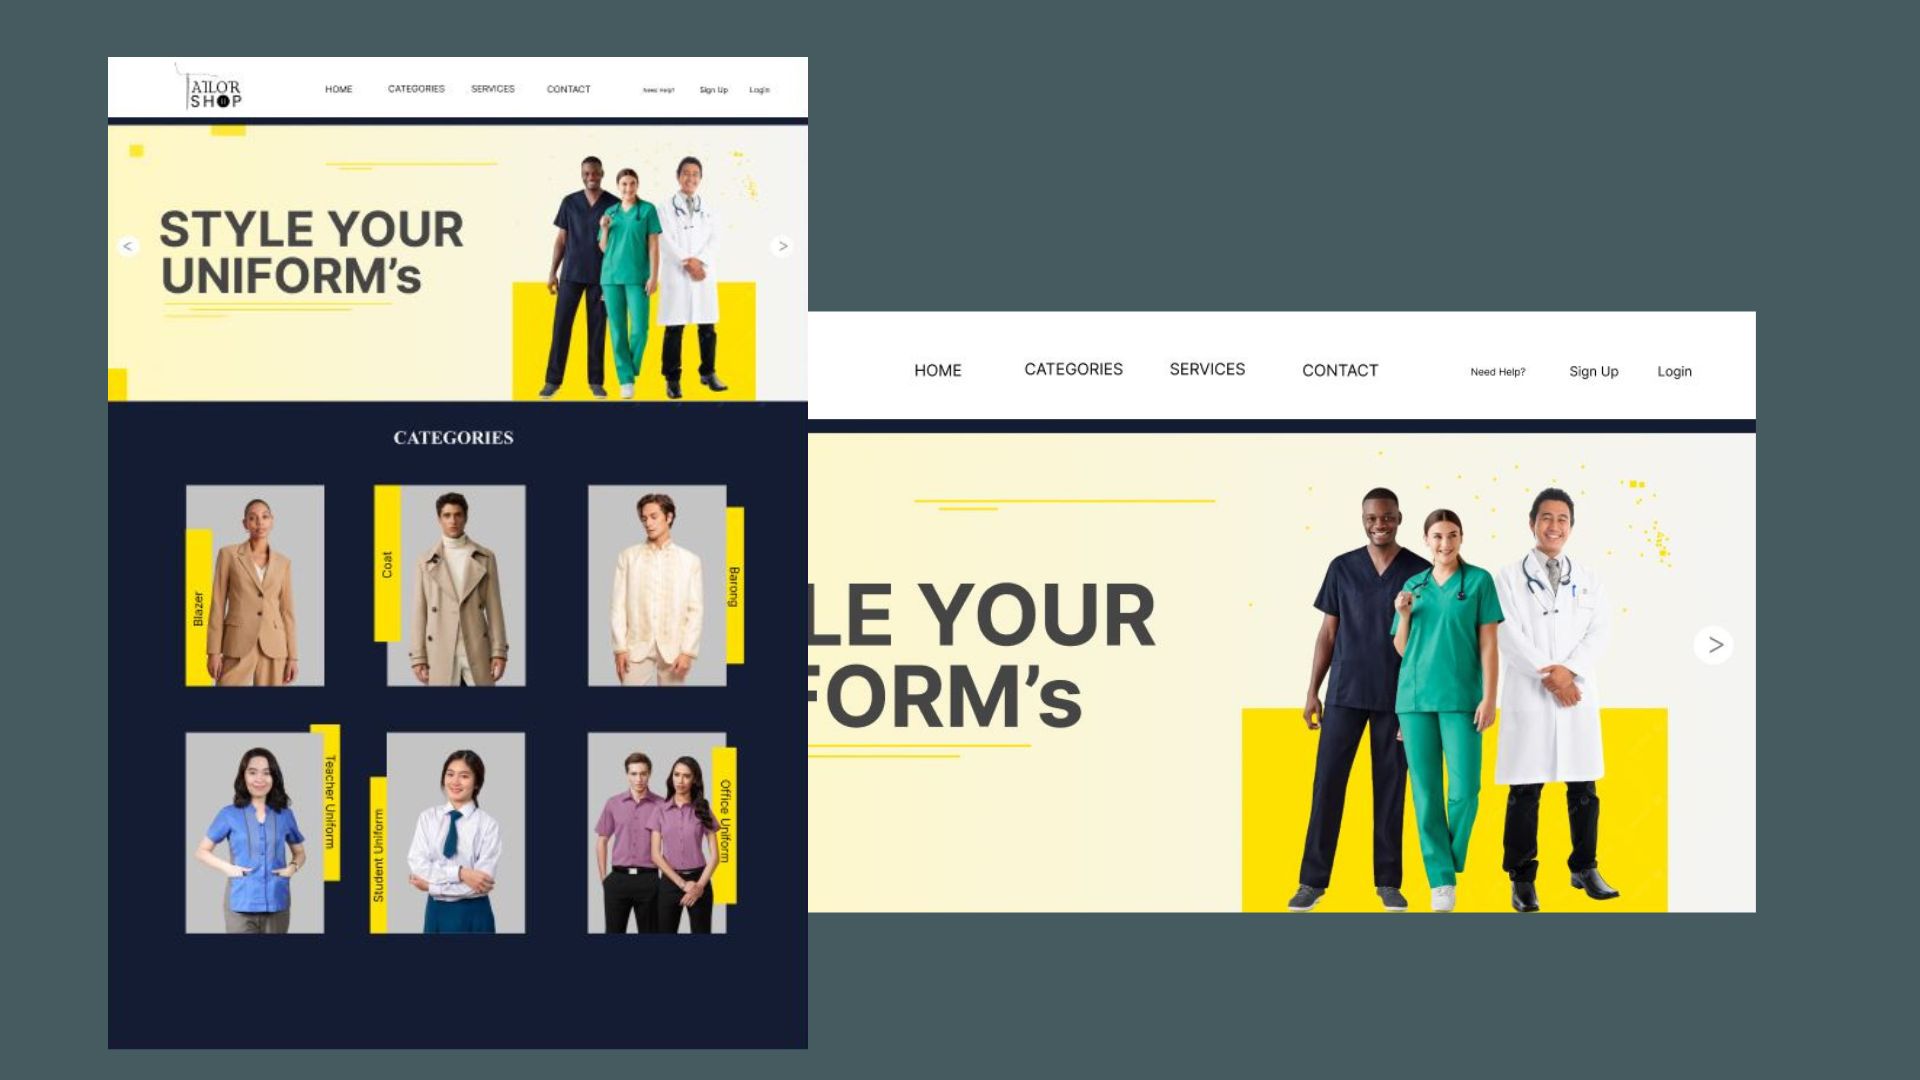 TAILOR
SHOP
HOME CATEGORIES SERVICES CONTACT Need Help? Sign Up Login
STYLE YOUR
UNIFORM's
<
>
CATEGORIES
Blazer
Coat
Barong
Teacher Uniform
Student Uniform
Office Uniform
HOME CATEGORIES SERVICES CONTACT Need Help? Sign Up Login
LE YOUR
FORM's
>